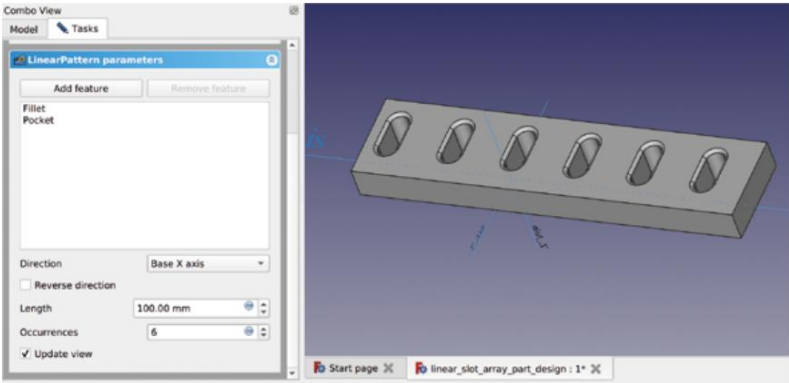 Combo View
Model
Tasks
LinearPattern parameters
Add feature
Remove feature
Fillet
Pocket
Direction
Base X axis
Reverse direction
Length
100.00 mm
Occurrences
6
Update view
Start page
linear_slot_array_part_design : 1*